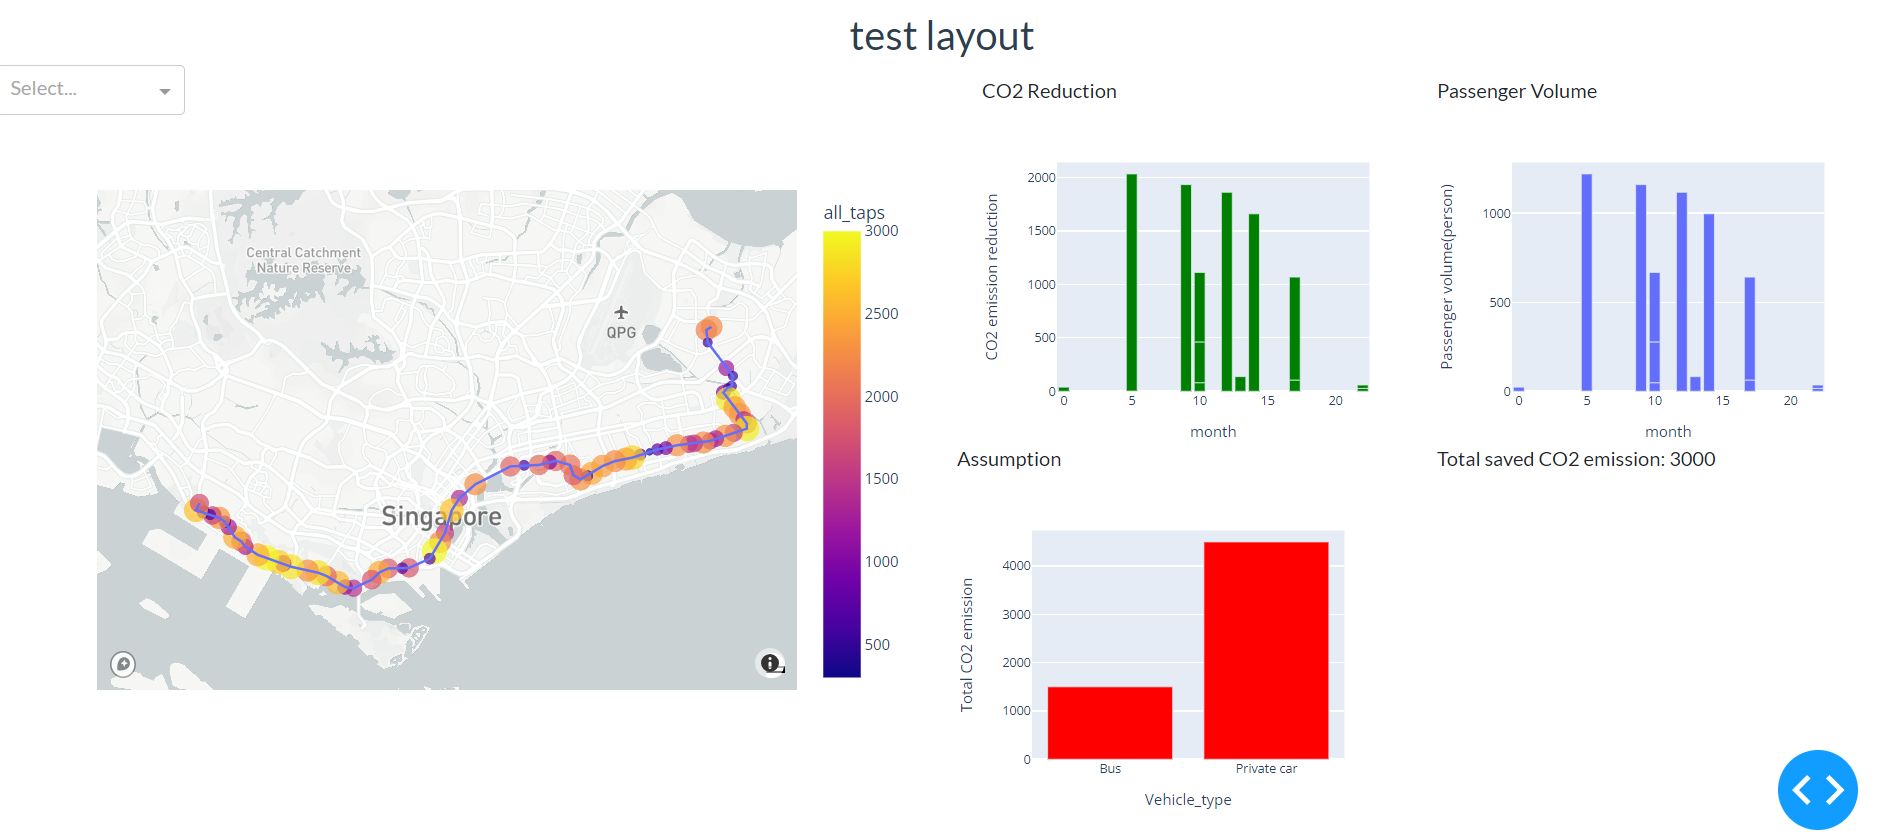 test layout
Select...
CO2 Reduction
Passenger Volume
Central Catchment
Nature Reserve
QPG
Singapore
all_taps
3000
2500
2000
1500
1000
500
CO2 emission reduction
2000
1500
1000
500
0
0 5 10 15 20
month
Passenger volume(person)
1000
500
0
0 5 10 15 20
month
Assumption
Total saved CO2 emission: 3000
Total CO2 emission
4000
3000
2000
1000
0
Bus Private car
Vehicle_type